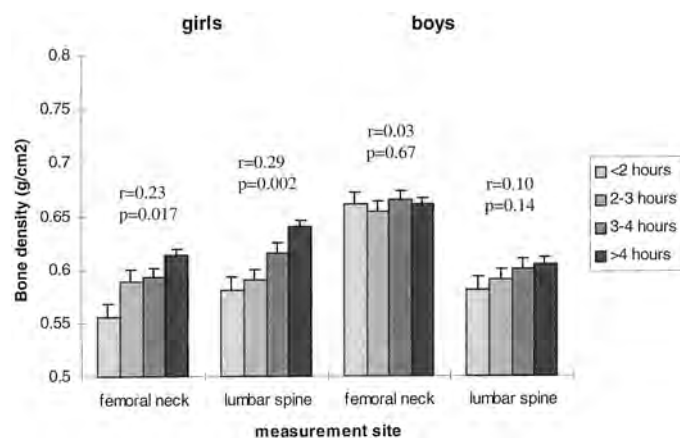 girls boys
0.8
0.75
0.7
0.65
0.6
0.55
0.5
Bone density (g/cm2)
r=0.23
p=0.017
r=0.29
p=0.002
r=0.03
p=0.67
r=0.10
p=0.14
<2 hours
2-3 hours
3-4 hours
>4 hours
femoral neck lumbar spine femoral neck lumbar spine
measurement site